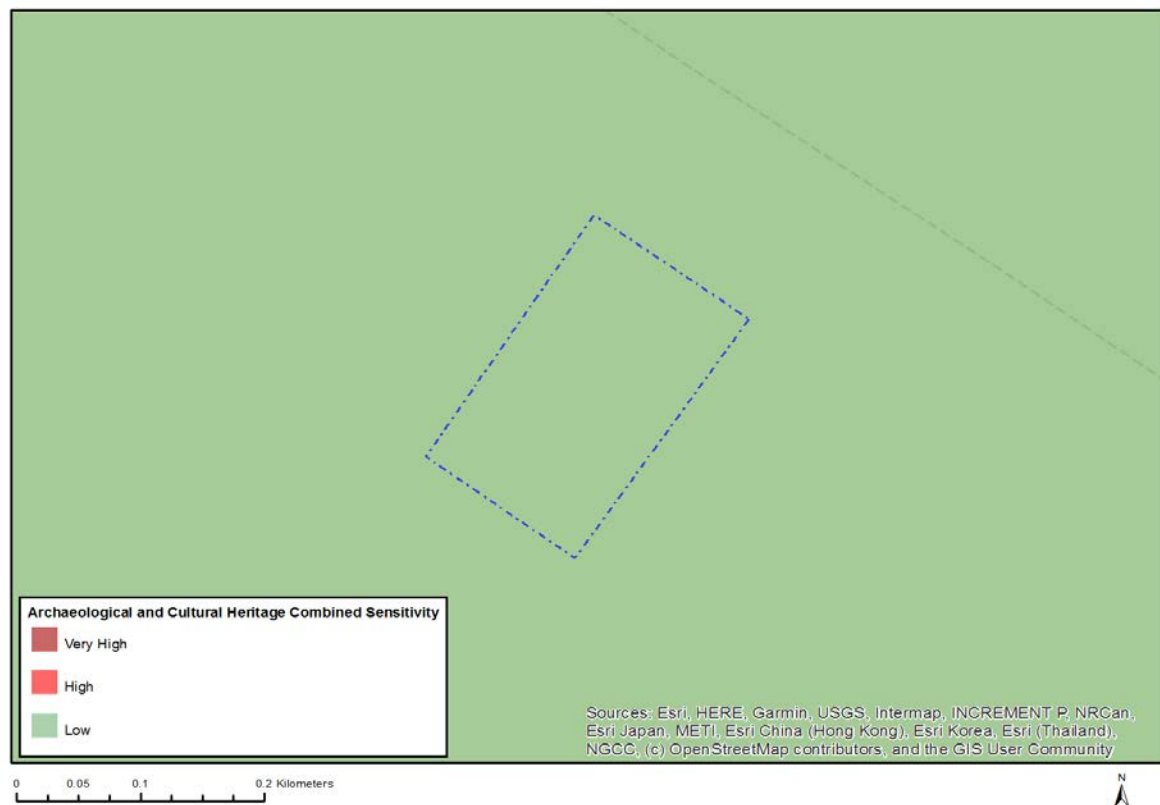 Archaeological and Cultural Heritage Combined Sensitivity
Very High
High
Low
Sources: Esri, HERE, Garmin, USGS, Intermap, INCREMENT P, NRCan,
Esri Japan, METI, Esri China (Hong Kong), Esri Korea, Esri (Thailand),
NGCC, (c) OpenStreetMap contributors, and the GIS User Community
0 0.05 0.1 0.2 Kilometers
N